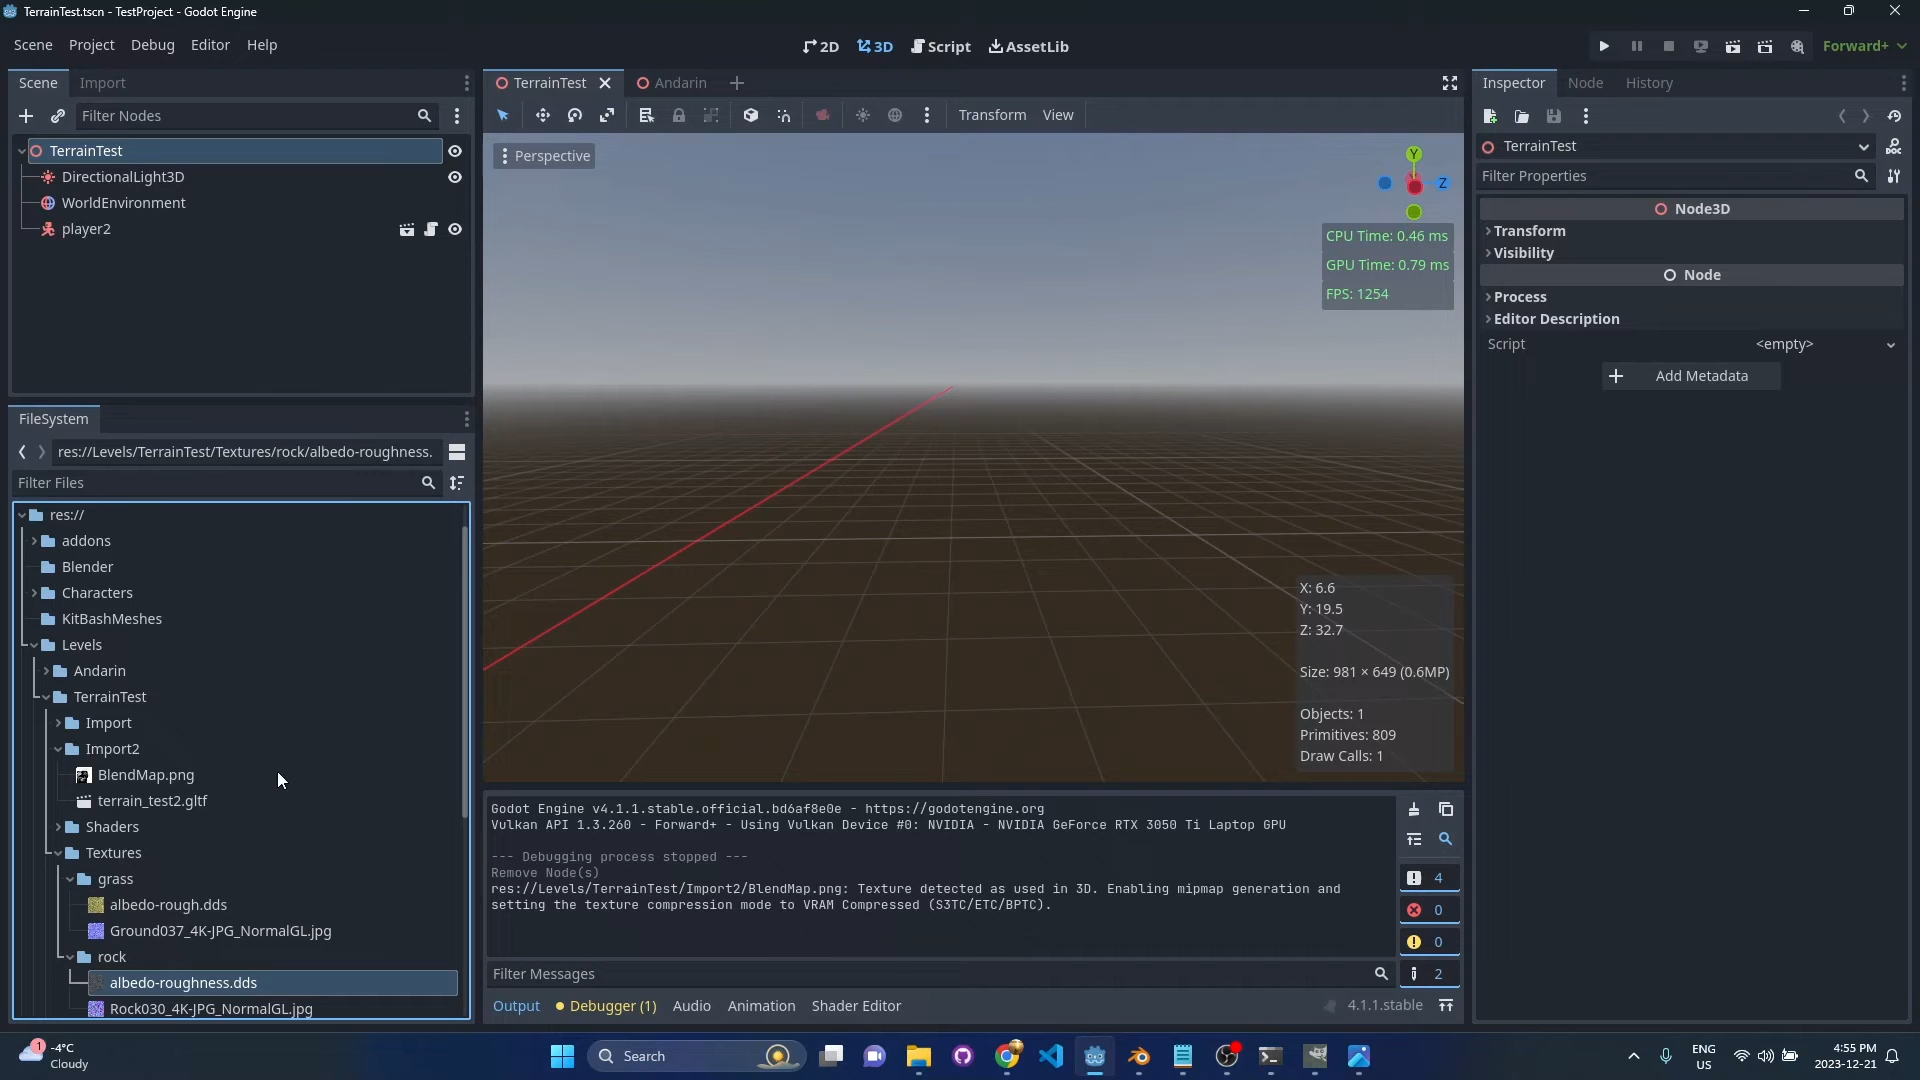 TerrainTest.tscn - TestProject - Godot Engine
Scene Project Debug Editor Help
2D 3D Script AssetLib
Forward+
Scene Import
Filter Nodes
TerrainTest
DirectionalLight3D
WorldEnvironment
player2
FileSystem
res://Levels/TerrainTest/Textures/rock/albedo-roughness.
Filter Files
res://
addons
Blender
Characters
KitBashMeshes
Levels
Andarin
TerrainTest
Import
Import2
BlendMap.png
terrain_test2.gltf
Shaders
Textures
grass
albedo-rough.dds
Ground037_4K-JPG_NormalGL.jpg
rock
albedo-roughness.dds
Rock030_4K-JPG_NormalGL.jpg
TerrainTest Andarin
Transform View
Perspective
Y
Z
CPU Time: 0.46 ms
GPU Time: 0.79 ms
FPS: 1254
X: 6.6
Y: 19.5
Z: 32.7
Size: 981 × 649 (0.6MP)
Objects: 1
Primitives: 809
Draw Calls: 1
Godot Engine v4.1.1.stable.official.bd6af8e0e - https://godotengine.org
Vulkan API 1.3.260 - Forward+ - Using Vulkan Device #0: NVIDIA - NVIDIA GeForce RTX 3050 Ti Laptop GPU
--- Debugging process stopped ---
Remove Node(s)
res://Levels/TerrainTest/Import2/BlendMap.png: Texture detected as used in 3D. Enabling mipmap generation and
setting the texture compression mode to VRAM Compressed (S3TC/ETC/BPTC).
4
0
0
2
Filter Messages
Output Debugger (1) Audio Animation Shader Editor
4.1.1.stable
Inspector Node History
TerrainTest
Filter Properties
Node3D
Transform
Visibility
Node
Process
Editor Description
Script <empty>
Add Metadata
1
-4°C
Cloudy
Search
ENG
US
4:55 PM
2023-12-21